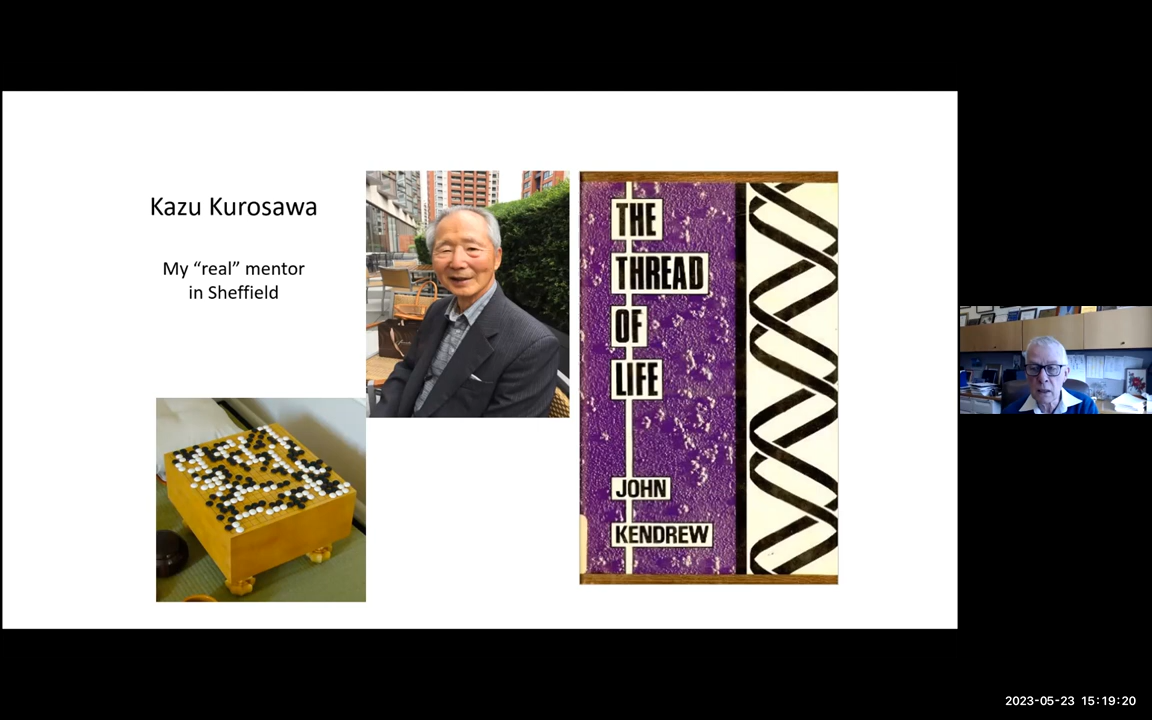 Kazu Kurosawa
My “real” mentor
in Sheffield
THE
THREAD
OF
LIFE
JOHN
KENDREW
2023-05-23 15:19:20